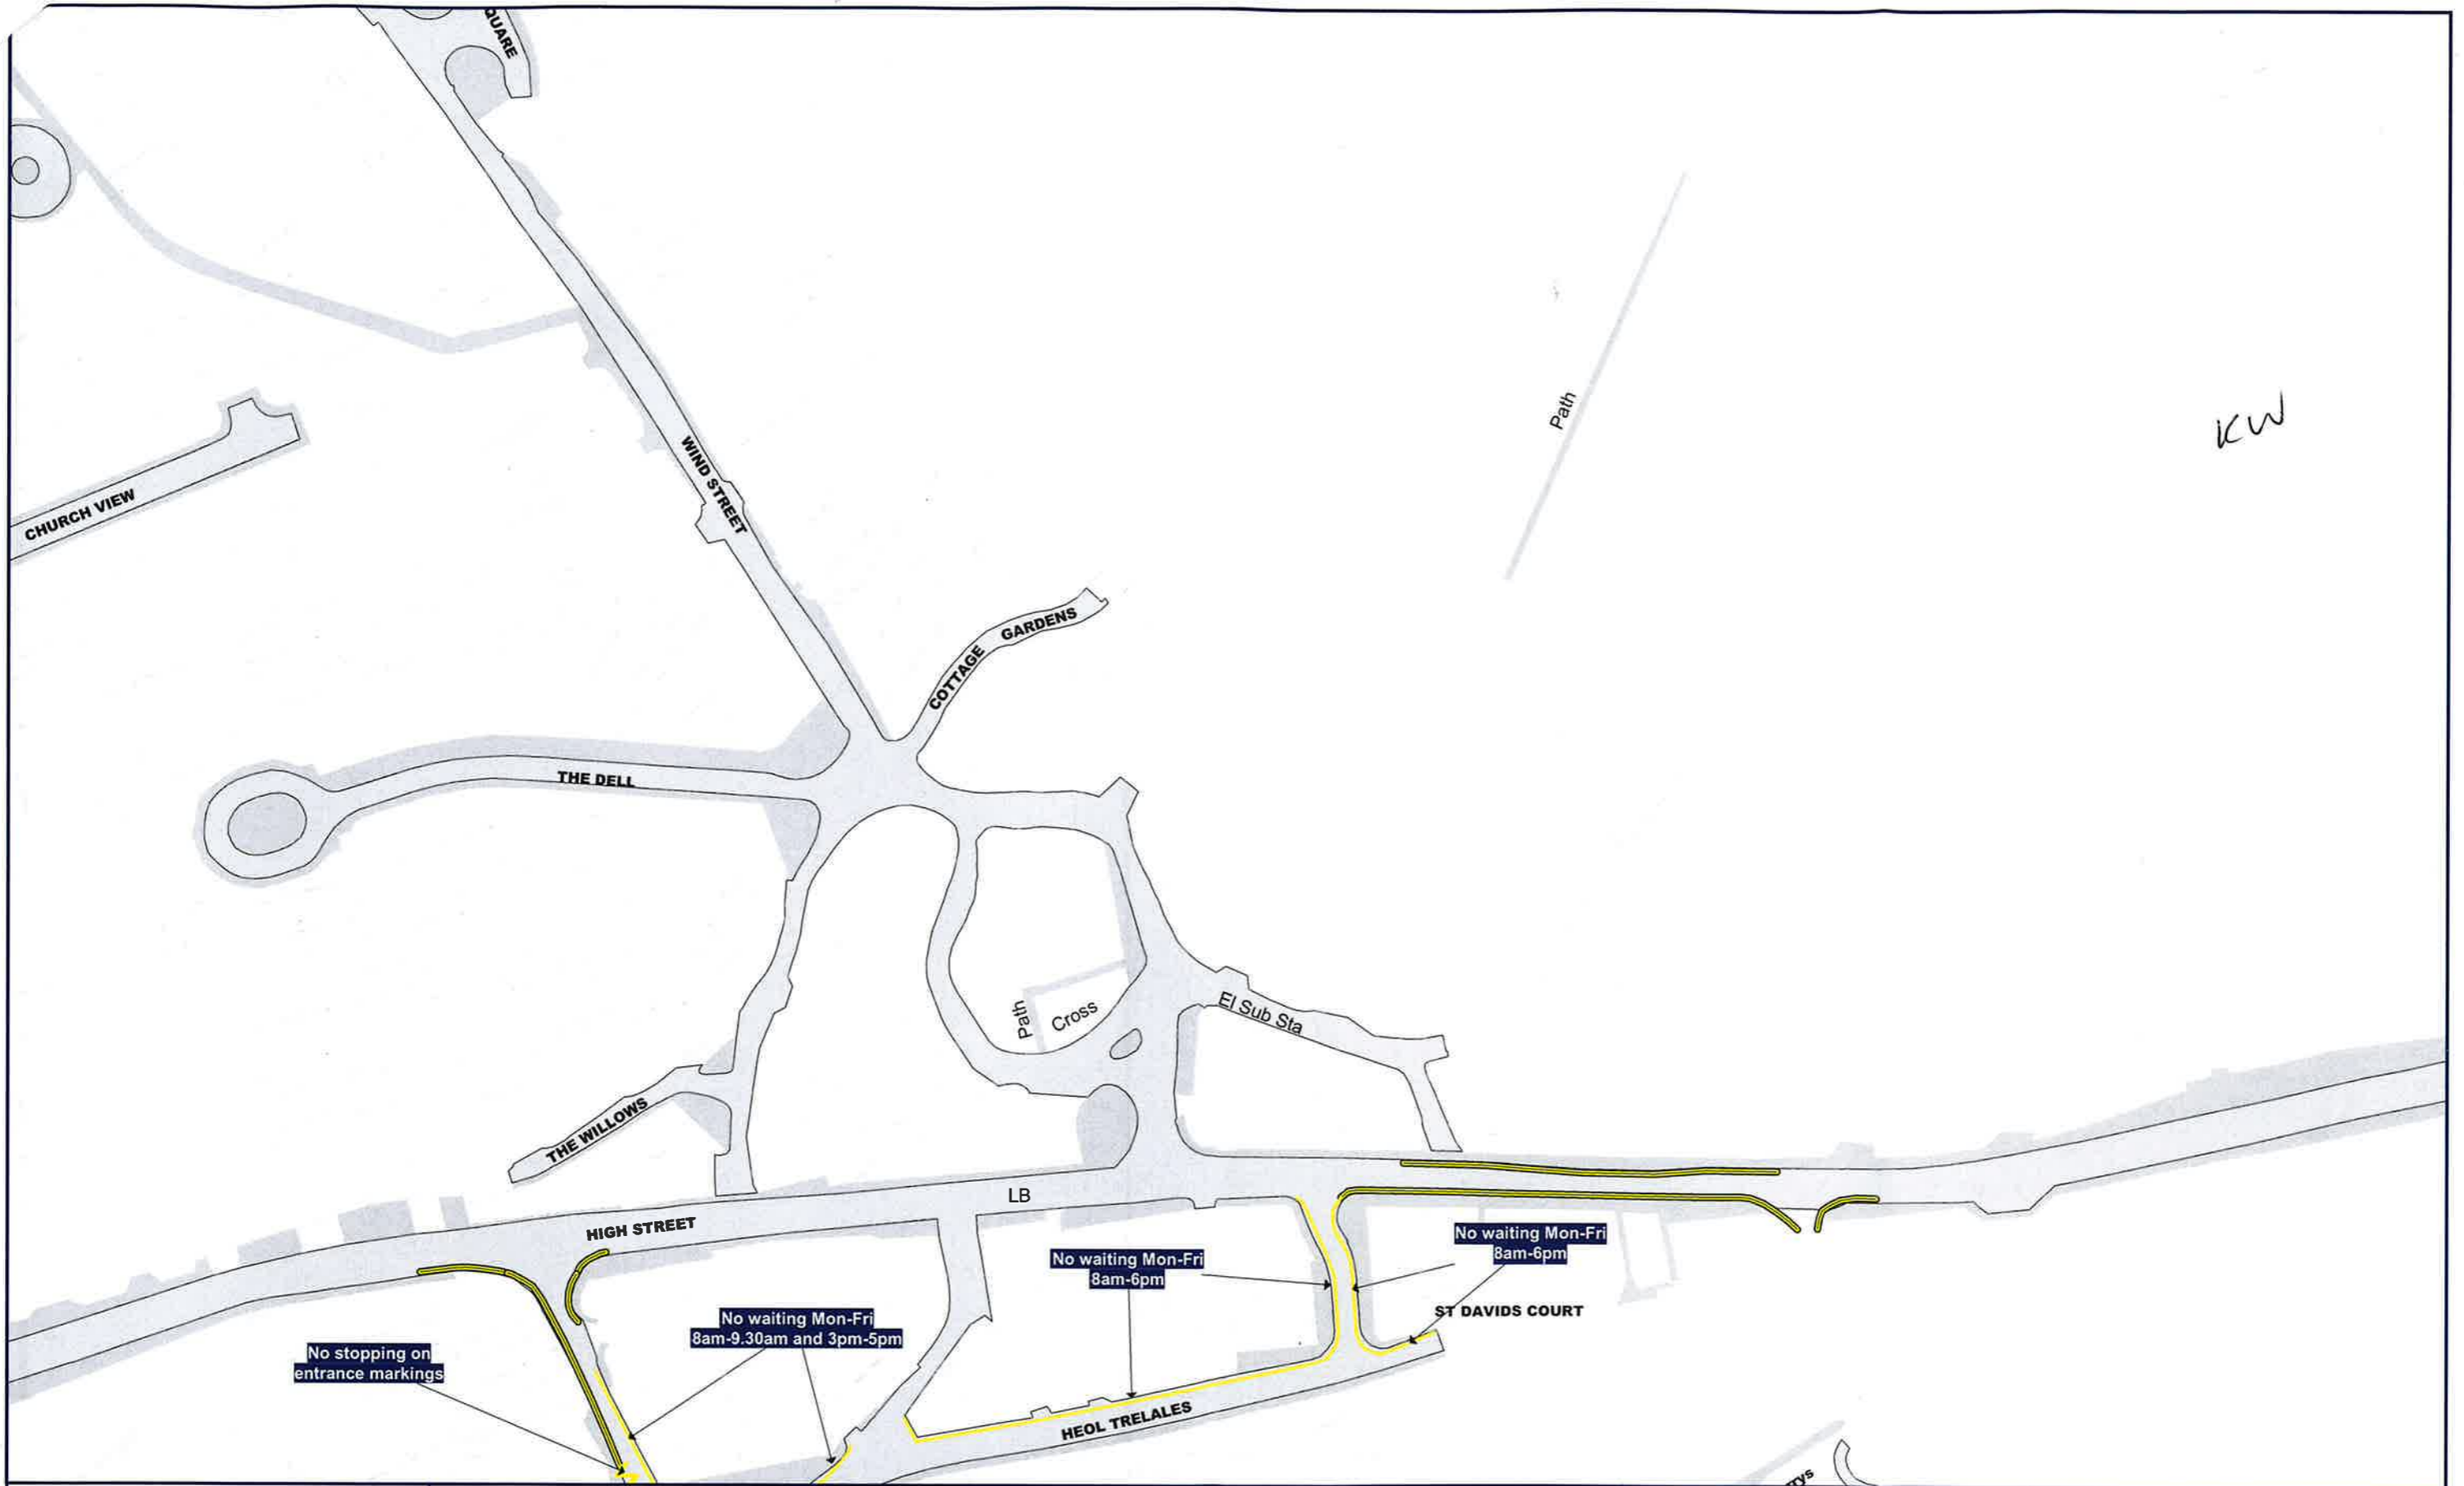 QUARE
Path
KW
WIND STREET
CHURCH VIEW
COTTAGE GARDENS
THE DELL
Path
Cross
El Sub Sta
THE WILLOWS
LB
HIGH STREET
No waiting Mon-Fri
8am-6pm
No waiting Mon-Fri
8am-6pm
ST DAVIDS COURT
No waiting Mon-Fri
8am-9.30am and 3pm-5pm
No stopping on
entrance markings
HEOL TRELALES